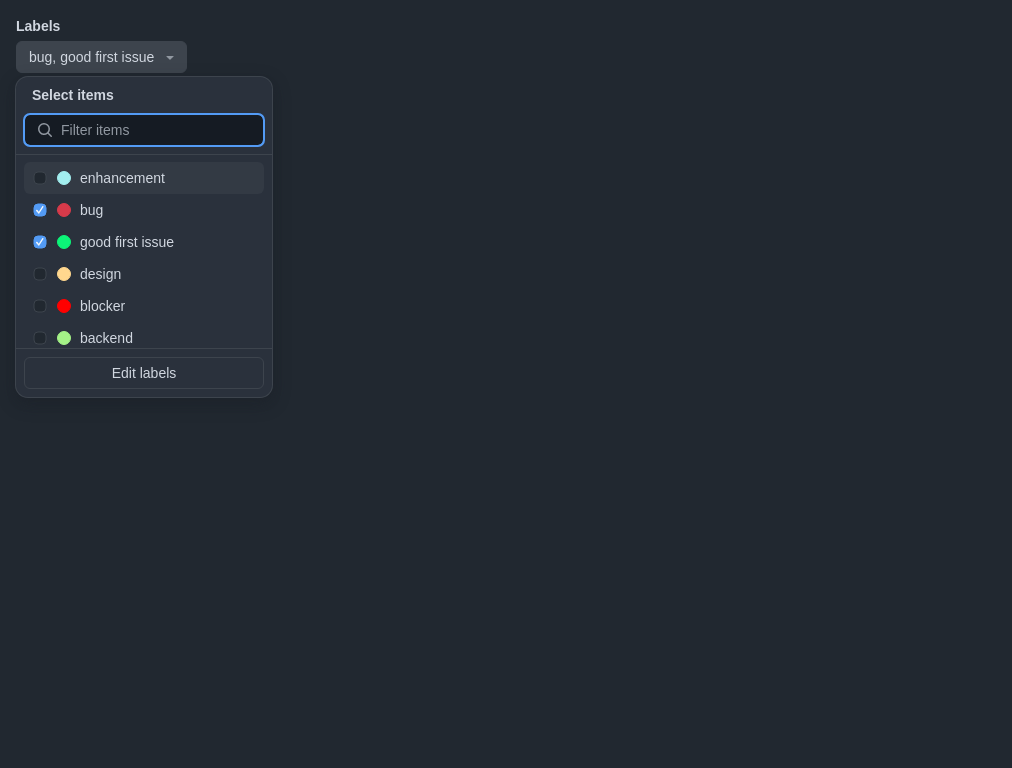 Labels
bug, good first issue
Select items
Filter items
enhancement
bug
good first issue
design
blocker
backend
Edit labels